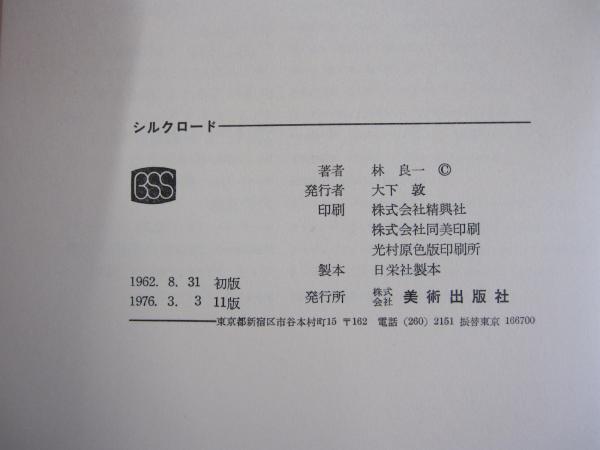 シルクロード
BSS
著者 林 良一 ©
発行者 大下 敦
印刷 株式会社精興社
株式会社同美印刷
光村原色版印刷所
製本 日栄社製本
1962. 8. 31 初版
1976. 3. 3 11版
発行所 株式会社 美術出版社
東京都新宿区市谷本村町15 〒162 電話 (260) 2151 振替東京 166700